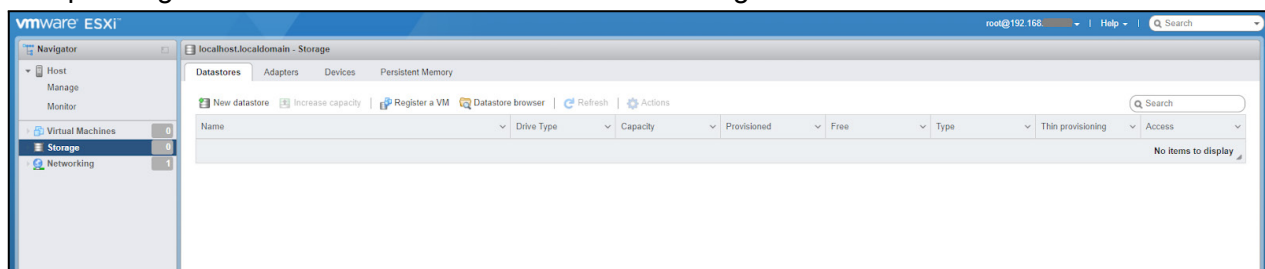 vmware ESXi™
root@192.168. | Help | Search
Navigator
localhost.localdomain - Storage
Host
Manage
Monitor
Virtual Machines 0
Storage 0
Networking 1
Datastores Adapters Devices Persistent Memory
New datastore Increase capacity | Register a VM Datastore browser | Refresh | Actions
Search
Name Drive Type Capacity Provisioned Free Type Thin provisioning Access
No items to display